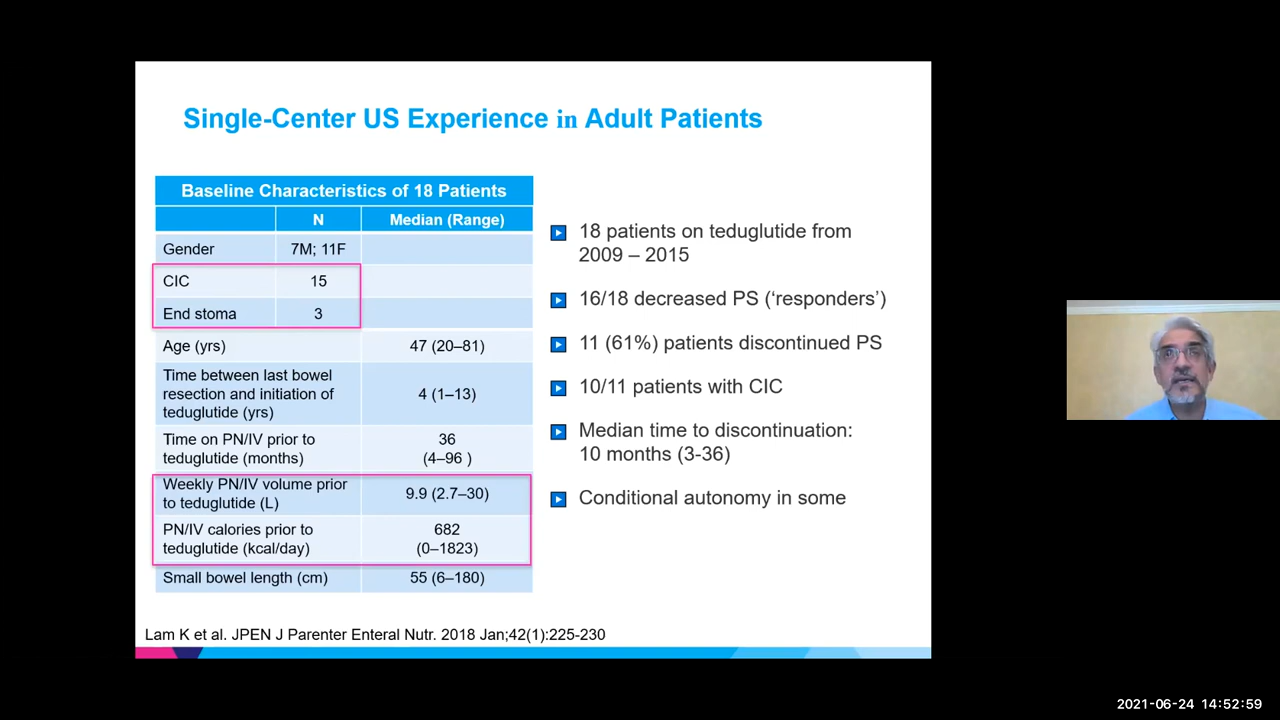 Single-Center US Experience in Adult Patients
Baseline Characteristics of 18 Patients
N Median (Range)
Gender 7M; 11F
CIC 15
End stoma 3
Age (yrs) 47 (20–81)
Time between last bowel
resection and initiation of
teduglutide (yrs)
4 (1–13)
Time on PN/IV prior to
teduglutide (months)
36
(4–96 )
Weekly PN/IV volume prior
to teduglutide (L)
9.9 (2.7–30)
PN/IV calories prior to
teduglutide (kcal/day)
682
(0–1823)
Small bowel length (cm) 55 (6–180)
18 patients on teduglutide from
2009 – 2015
16/18 decreased PS (‘responders’)
11 (61%) patients discontinued PS
10/11 patients with CIC
Median time to discontinuation:
10 months (3-36)
Conditional autonomy in some
Lam K et al. JPEN J Parenter Enteral Nutr. 2018 Jan;42(1):225-230
2021-06-24 14:52:59